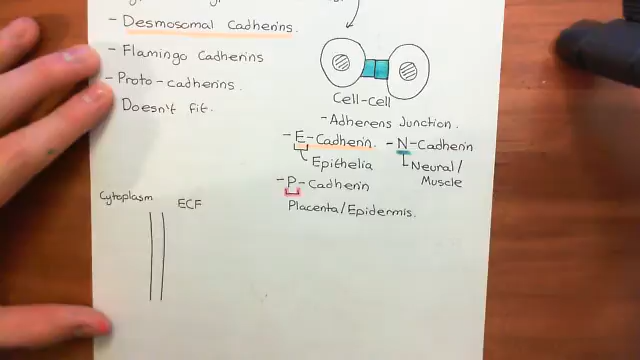 - Desmosomal Cadherins.
- Flamingo Cadherins
- Proto-cadherins.
- Doesn't fit.
Cell-Cell
- Adherens Junction.
- E-Cadherin.
Epithelia
- N-Cadherin
Neural/
Muscle
- P-Cadherin
Placenta/Epidermis.
Cytoplasm
ECF